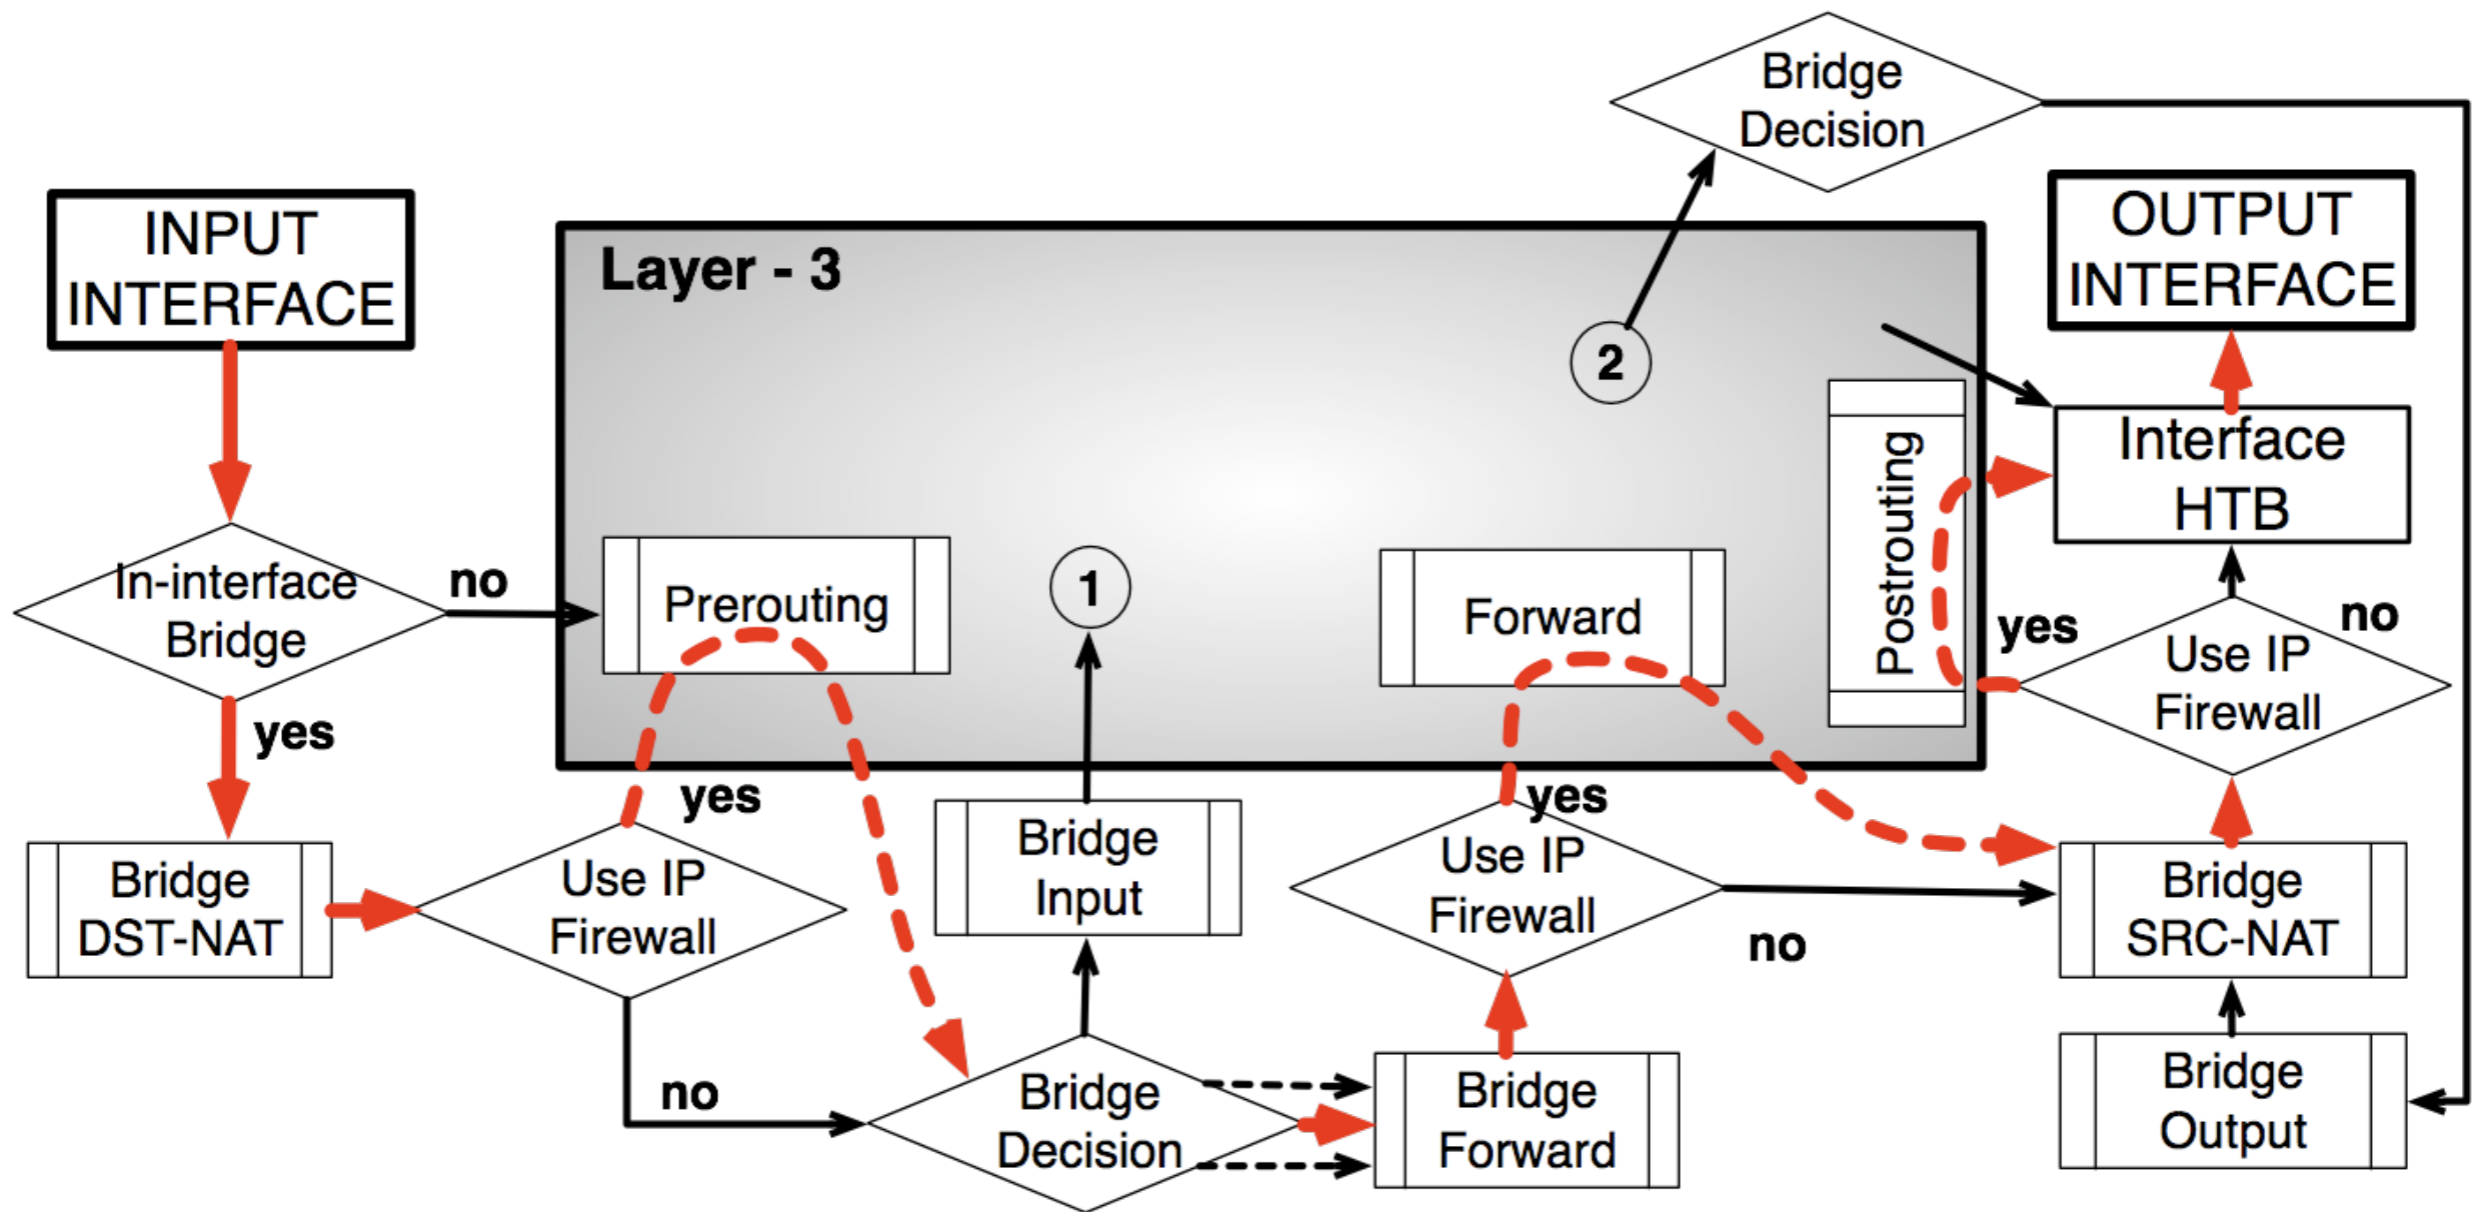 Bridge
Decision
INPUT
INTERFACE
OUTPUT
INTERFACE
Layer - 3
2
Interface
HTB
Postrouting
In-interface
Bridge
no
Prerouting
1
Forward
yes
no
Use IP
Firewall
yes
yes
yes
Bridge
DST-NAT
Use IP
Firewall
Bridge
Input
Use IP
Firewall
no
Bridge
SRC-NAT
no
Bridge
Decision
Bridge
Forward
Bridge
Output